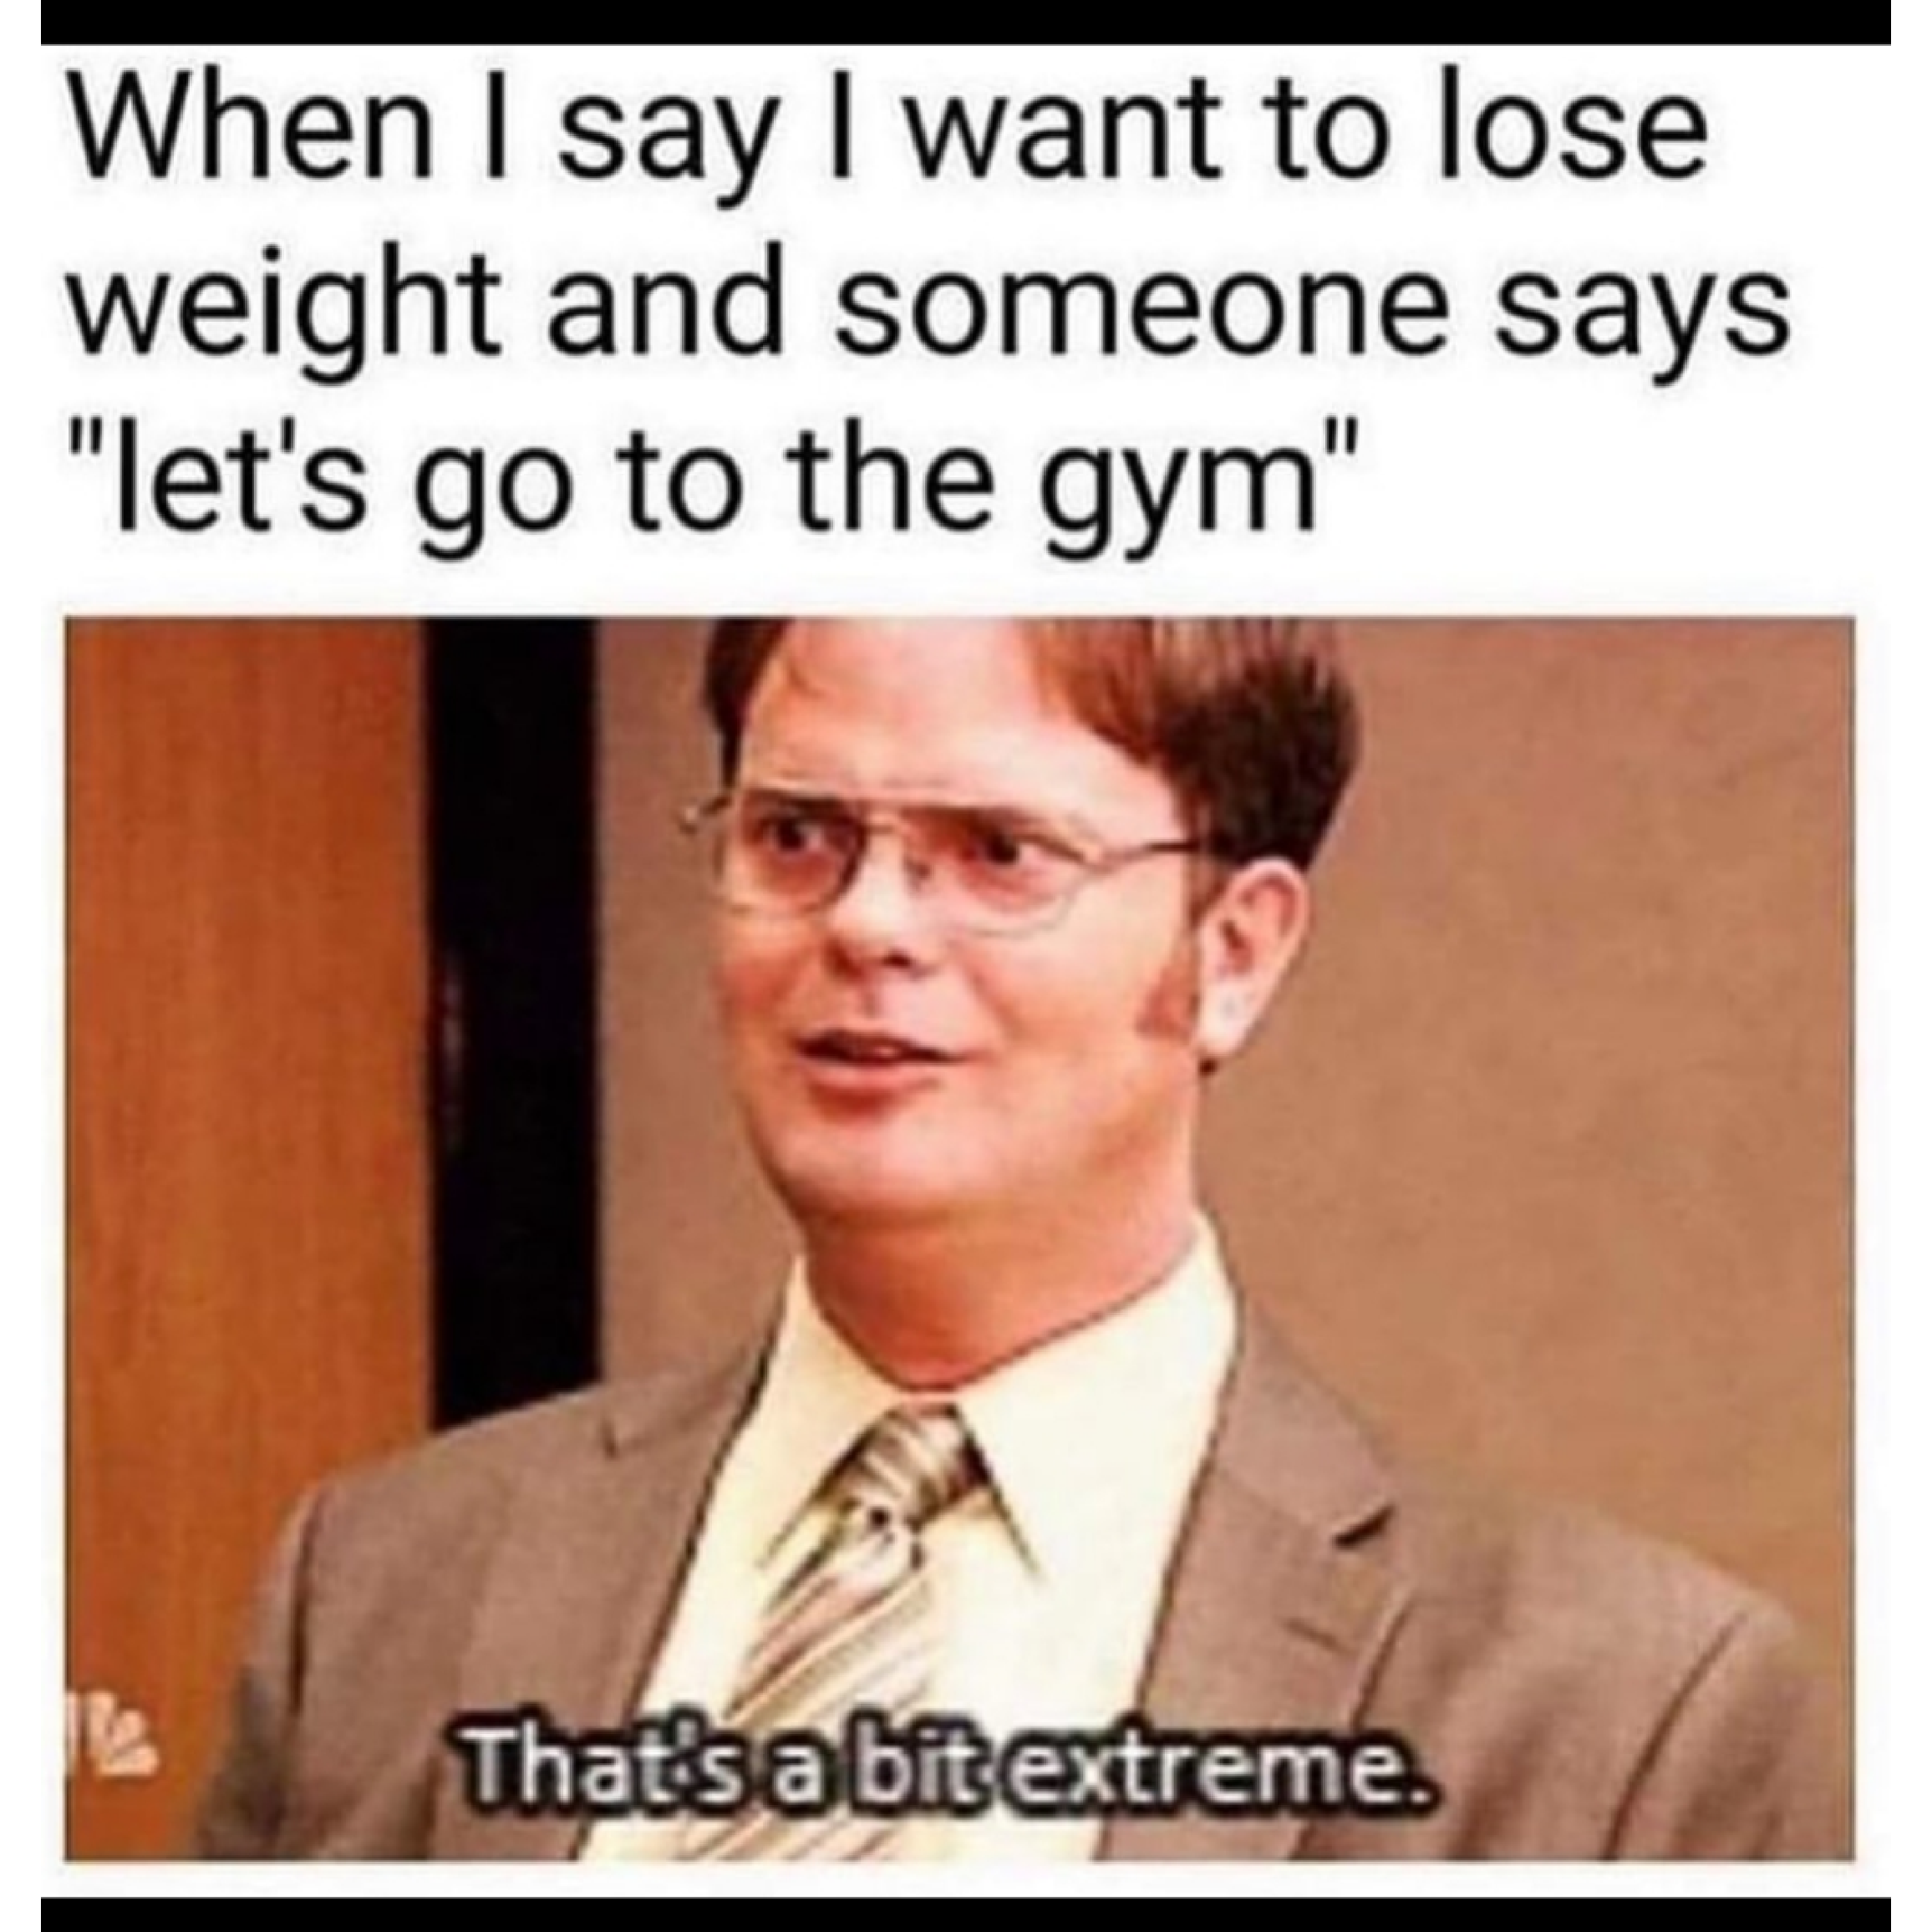 When I say I want to lose
weight and someone says
"let's go to the gym"
That's a bit extreme.